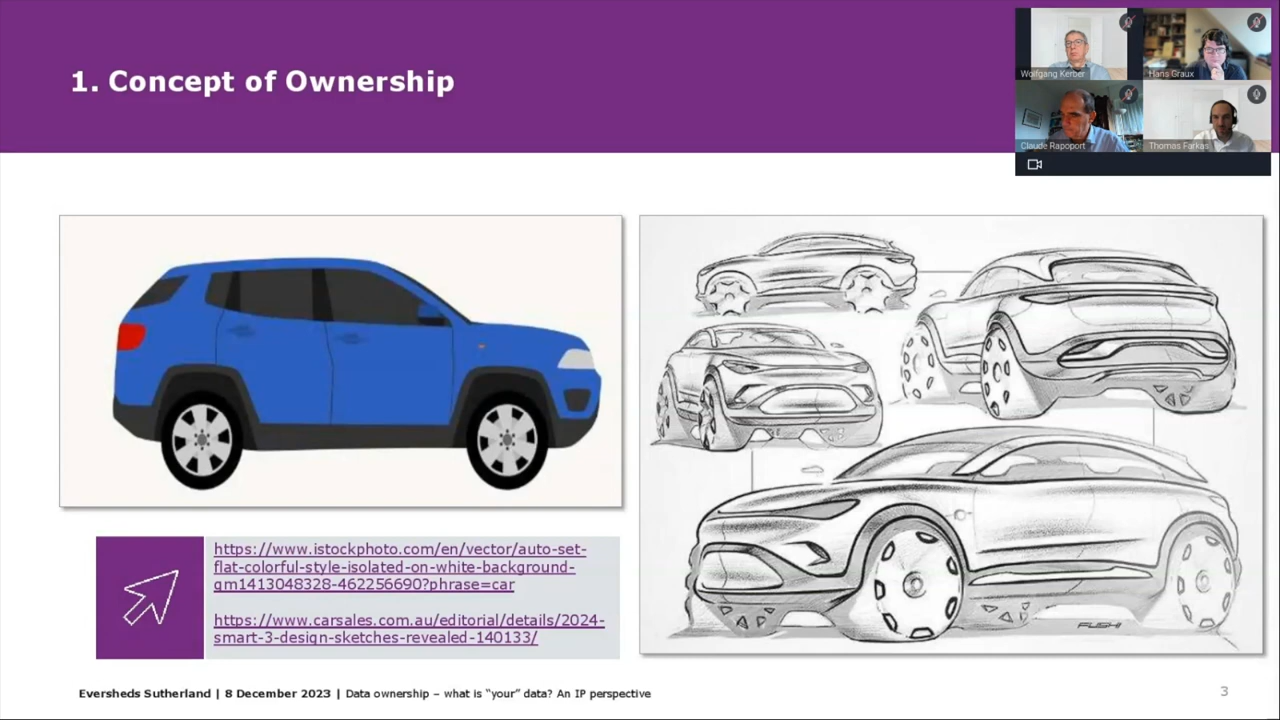 1. Concept of Ownership
Wolfgang Kerber
Hans Graux
Claude Rapoport
Thomas Farkas
FUSHI
https://www.istockphoto.com/en/vector/auto-set-
flat-colorful-style-isolated-on-white-background-
gm1413048328-462256690?phrase=car
https://www.carsales.com.au/editorial/details/2024-
smart-3-design-sketches-revealed-140133/
Eversheds Sutherland | 8 December 2023 | Data ownership – what is “your” data? An IP perspective
3